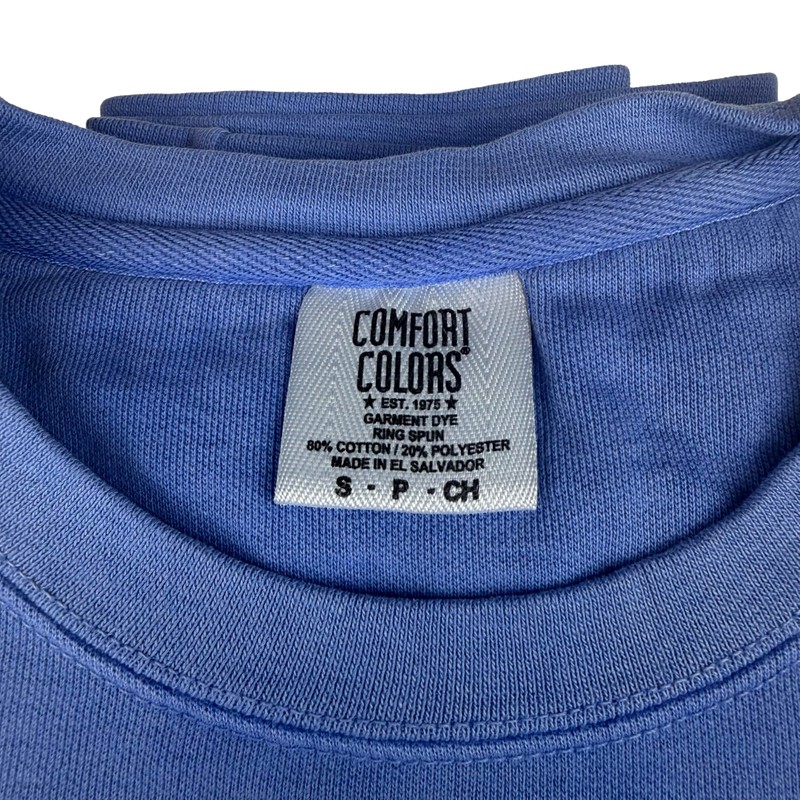 COMFORT
COLORS®
★ EST. 1975 ★
GARMENT DYE
RING SPUN
80% COTTON / 20% POLYESTER
MADE IN EL SALVADOR
S - P - CH